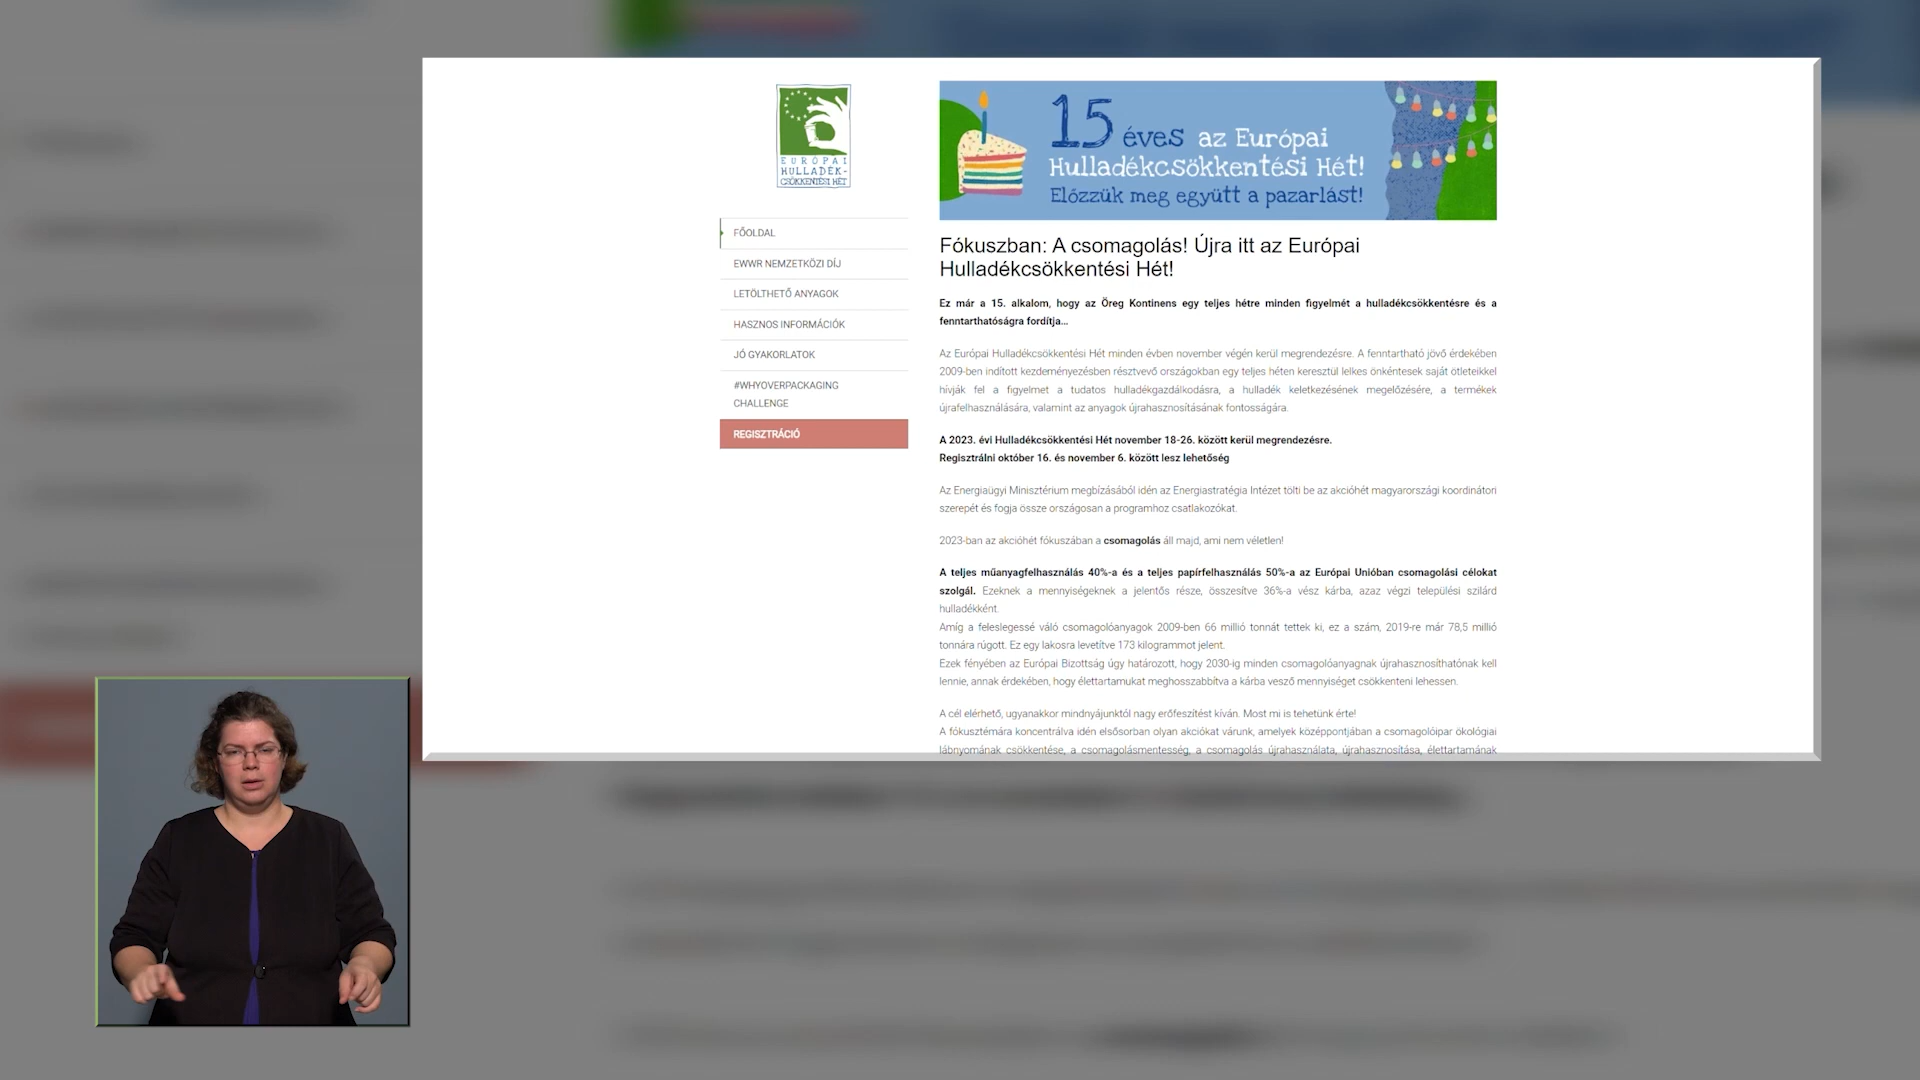 EURÓPAI
HULLADÉK-
CSÖKKENTÉSI HÉT
FŐOLDAL
EWWR NEMZETKÖZI DÍJ
LETÖLTHETŐ ANYAGOK
HASZNOS INFORMÁCIÓK
JÓ GYAKORLATOK
#WHYOVERPACKAGING
CHALLENGE
REGISZTRÁCIÓ
15 éves az Európai
Hulladékcsökkentési Hét!
Előzzük meg együtt a pazarlást!
Fókuszban: A csomagolás! Újra itt az Európai
Hulladékcsökkentési Hét!
Ez már a 15. alkalom, hogy az Öreg Kontinens egy teljes hétre minden figyelmét a hulladékcsökkentésre és a
fenntarthatóságra fordítja...
Az Európai Hulladékcsökkentési Hét minden évben november végén kerül megrendezésre. A fenntartható jövő érdekében
2009-ben indított kezdeményezésben résztvevő országokban egy teljes héten keresztül lelkes önkéntesek saját ötleteikkel
hívják fel a figyelmet a tudatos hulladékgazdálkodásra, a hulladék keletkezésének megelőzésére, a termékek
újrafelhasználására, valamint az anyagok újrahasznosításának fontosságára.
A 2023. évi Hulladékcsökkentési Hét november 18-26. között kerül megrendezésre.
Regisztrálni október 16. és november 6. között lesz lehetőség
Az Energiaügyi Minisztérium megbízásából idén az Energiastratégia Intézet tölti be az akcióhét magyarországi koordinátori
szerepét és fogja össze országosan a programhoz csatlakozókat.
2023-ban az akcióhét fókuszában a csomagolás áll majd, ami nem véletlen!
A teljes műanyagfelhasználás 40%-a és a teljes papírfelhasználás 50%-a az Európai Unióban csomagolási célokat
szolgál. Ezeknek a mennyiségeknek a jelentős része, összesítve 36%-a vész kárba, azaz végzi települési szilárd
hulladékként.
Amíg a feleslegessé váló csomagolóanyagok 2009-ben 66 millió tonnát tettek ki, ez a szám, 2019-re már 78,5 millió
tonnára rúgott. Ez egy lakosra levetítve 173 kilogrammot jelent.
Ezek fényében az Európai Bizottság úgy határozott, hogy 2030-ig minden csomagolóanyagnak újrahasznosíthatónak kell
lennie, annak érdekében, hogy élettartamukat meghosszabbítva a kárba vesző mennyiséget csökkenteni lehessen.
A cél elérhető, ugyanakkor mindnyájunktól nagy erőfeszítést kíván. Most mi is tehetünk érte!
A fókusztémára koncentrálva idén elsősorban olyan akciókat várunk, amelyek középpontjában a csomagolóipar ökológiai
lábnyomának csökkentése, a csomagolásmentesség, a csomagolás újrahasználata, újrahasznosítása, élettartamának